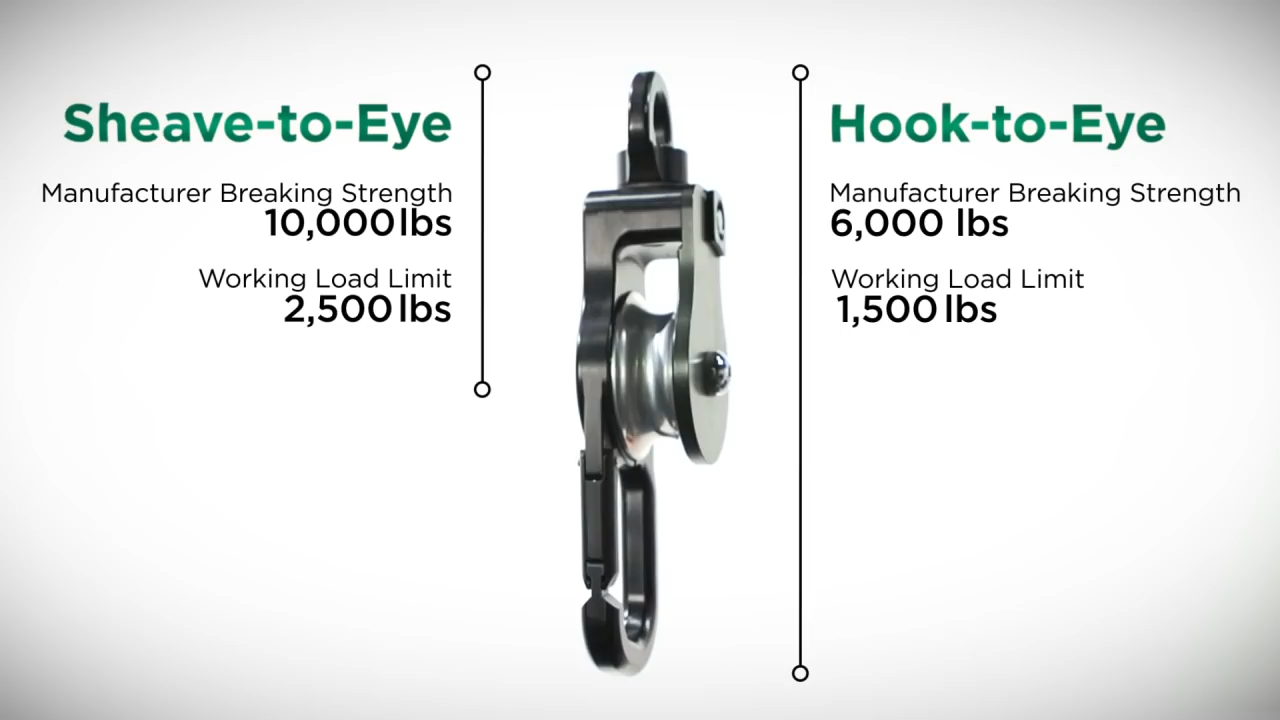 Sheave-to-Eye
Manufacturer Breaking Strength
10,000 lbs
Working Load Limit
2,500 lbs
Hook-to-Eye
Manufacturer Breaking Strength
6,000 lbs
Working Load Limit
1,500 lbs